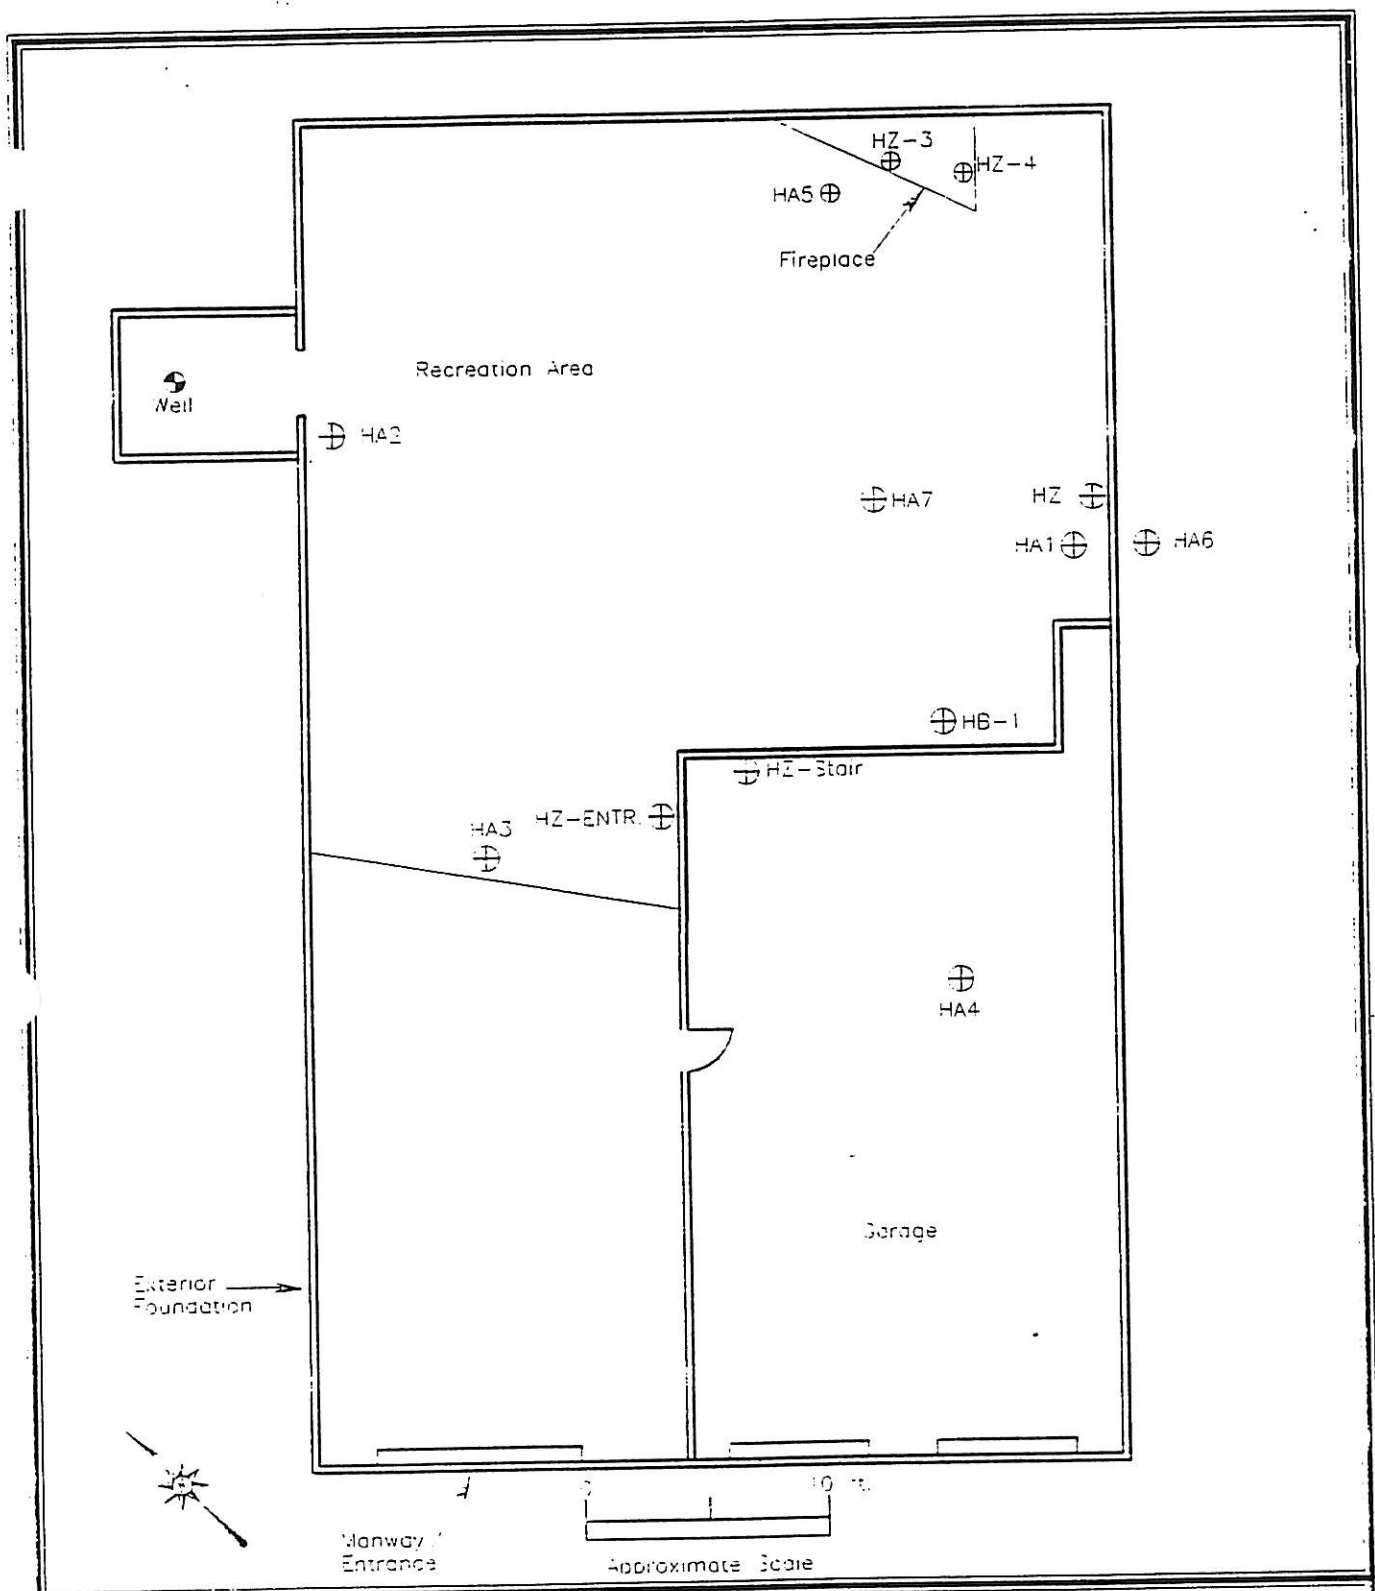 HZ-3
HZ-4
HA5
Fireplace
Recreation Area
Well
HA2
HA7
HZ
HA1
HA6
HB-1
HZ-Stair
HZ-ENTR.
HA3
HA4
Garage
Exterior
Foundation
0
10 ft.
Manway /
Entrance
Approximate Scale